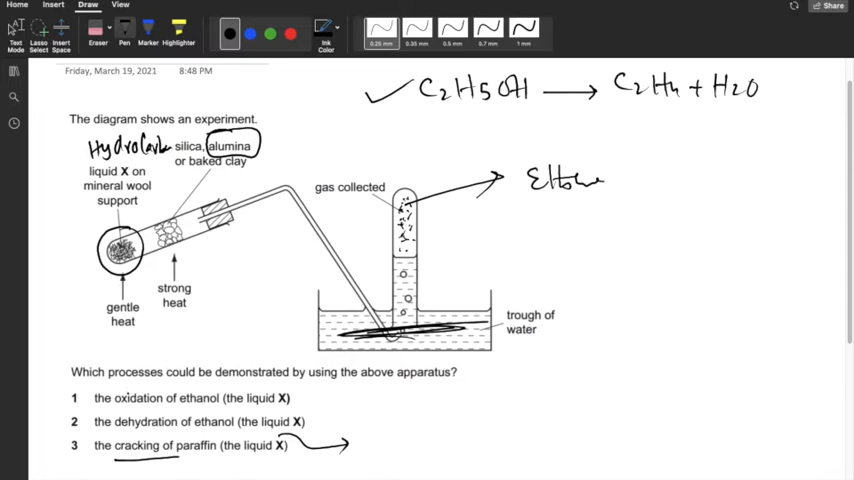 Home Insert Draw View
Share
Text Mode
Lasso Select
Insert Space
Eraser
Pen
Marker
Highlighter
Ink Color
0.25 mm
0.35 mm
0.5 mm
0.7 mm
1 mm
Friday, March 19, 2021 8:48 PM
C2H5OH → C2H4 + H2O
The diagram shows an experiment.
HydroCarbon
silica, alumina
or baked clay
liquid X on
mineral wool
support
gas collected
Ethene
strong
heat
gentle
heat
trough of
water
Which processes could be demonstrated by using the above apparatus?
1 the oxidation of ethanol (the liquid X)
2 the dehydration of ethanol (the liquid X)
3 the cracking of paraffin (the liquid X)